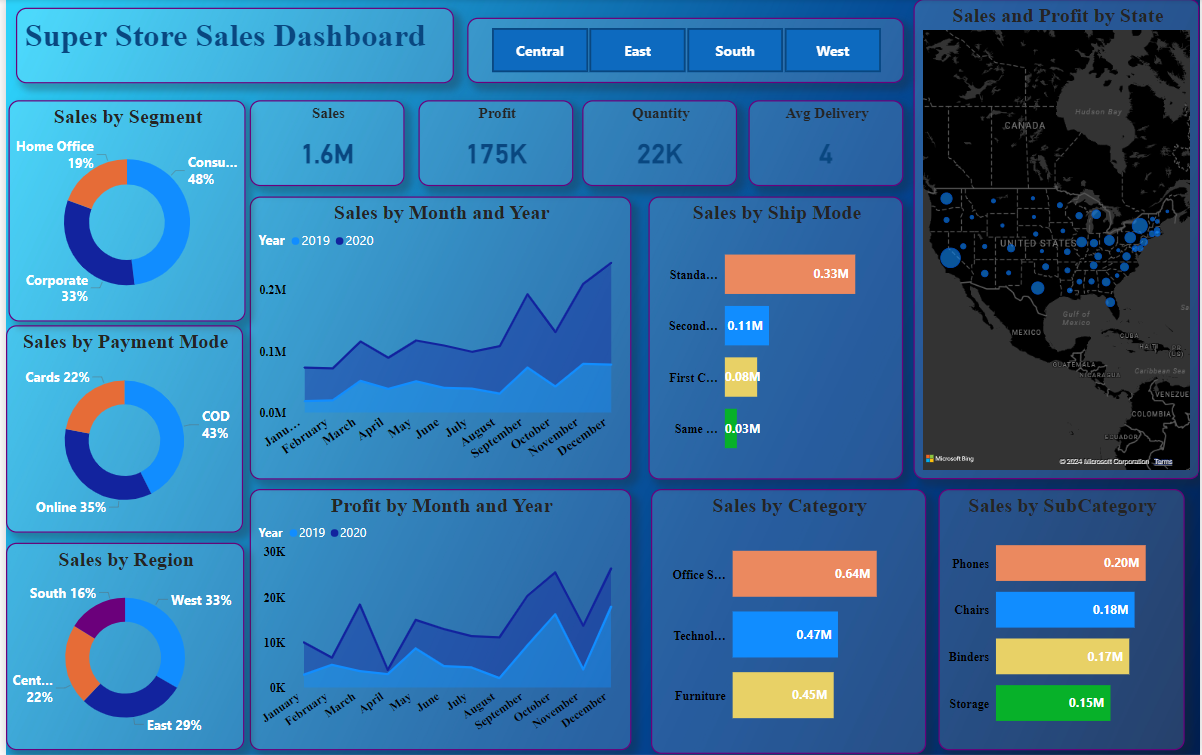 Super Store Sales Dashboard
Central
East
South
West
Sales and Profit by State
Sales by Segment
Home Office
19%
Consu...
48%
Corporate
33%
Sales
1.6M
Profit
175K
Quantity
22K
Avg Delivery
4
Sales by Month and Year
Year 2019 2020
0.2M
0.1M
0.0M
Janu...
February
March
April
May
June
July
August
September
October
November
December
Sales by Ship Mode
Standa...
0.33M
Second...
0.11M
First C...
0.08M
Same ...
0.03M
Hudson Bay
CANADA
UNITED STATES
Gulf of
Mexico
MEXICO
CUBA
HAITI
PR
(US)
GUATEMALA
NICARAGUA
Caribbean Sea
VENEZUE
COLOMBIA
ECUADOR
Microsoft Bing
© 2024 Microsoft Corporation Terms
Sales by Payment Mode
Cards 22%
COD
43%
Online 35%
Sales by Region
South 16%
West 33%
Cent...
22%
East 29%
Profit by Month and Year
Year 2019 2020
30K
20K
10K
0K
January
February
March
April
May
June
July
August
September
October
November
December
Sales by Category
Office S...
0.64M
Technol...
0.47M
Furniture
0.45M
Sales by SubCategory
Phones
0.20M
Chairs
0.18M
Binders
0.17M
Storage
0.15M